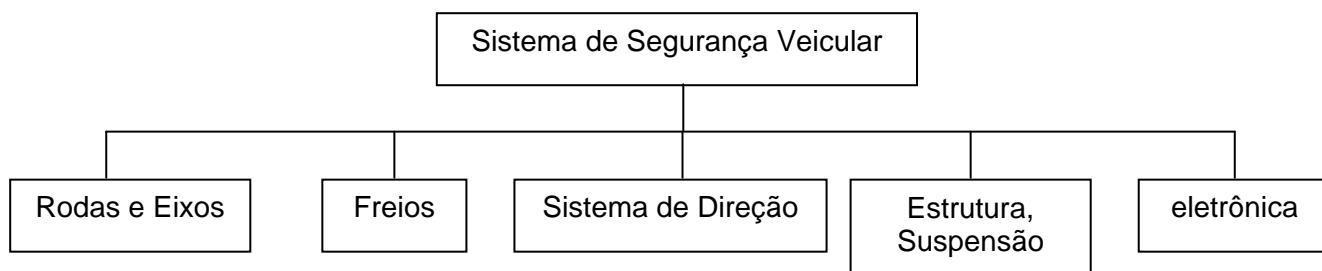 Sistema de Segurança Veicular
Rodas e Eixos
Freios
Sistema de Direção
Estrutura,
Suspensão
eletrônica